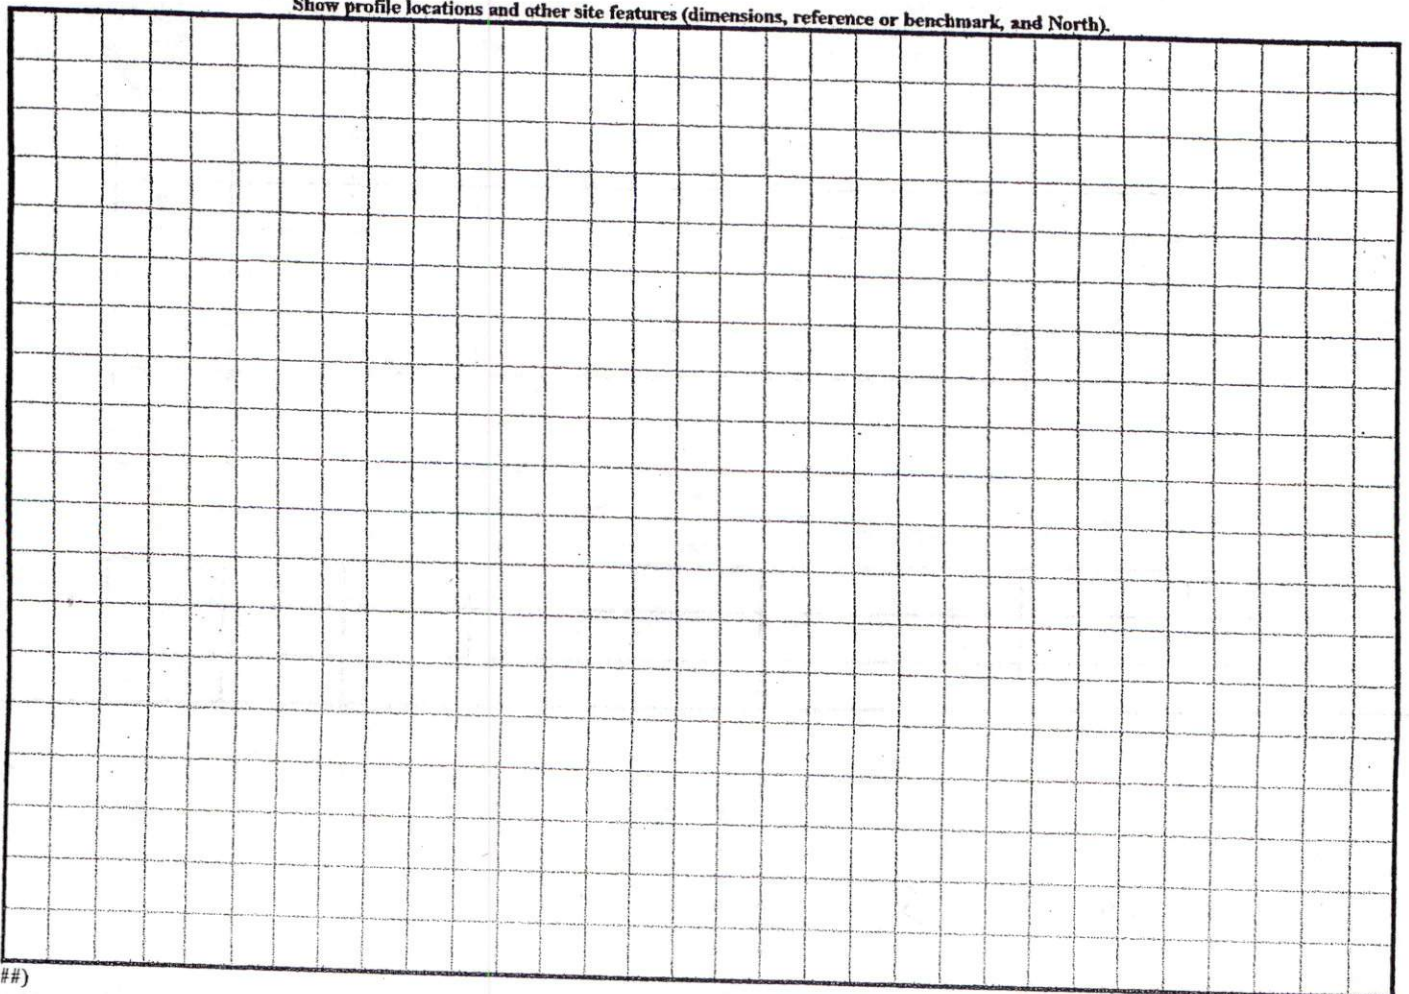 Show profile locations and other site features (dimensions, reference or benchmark, and North).
##)